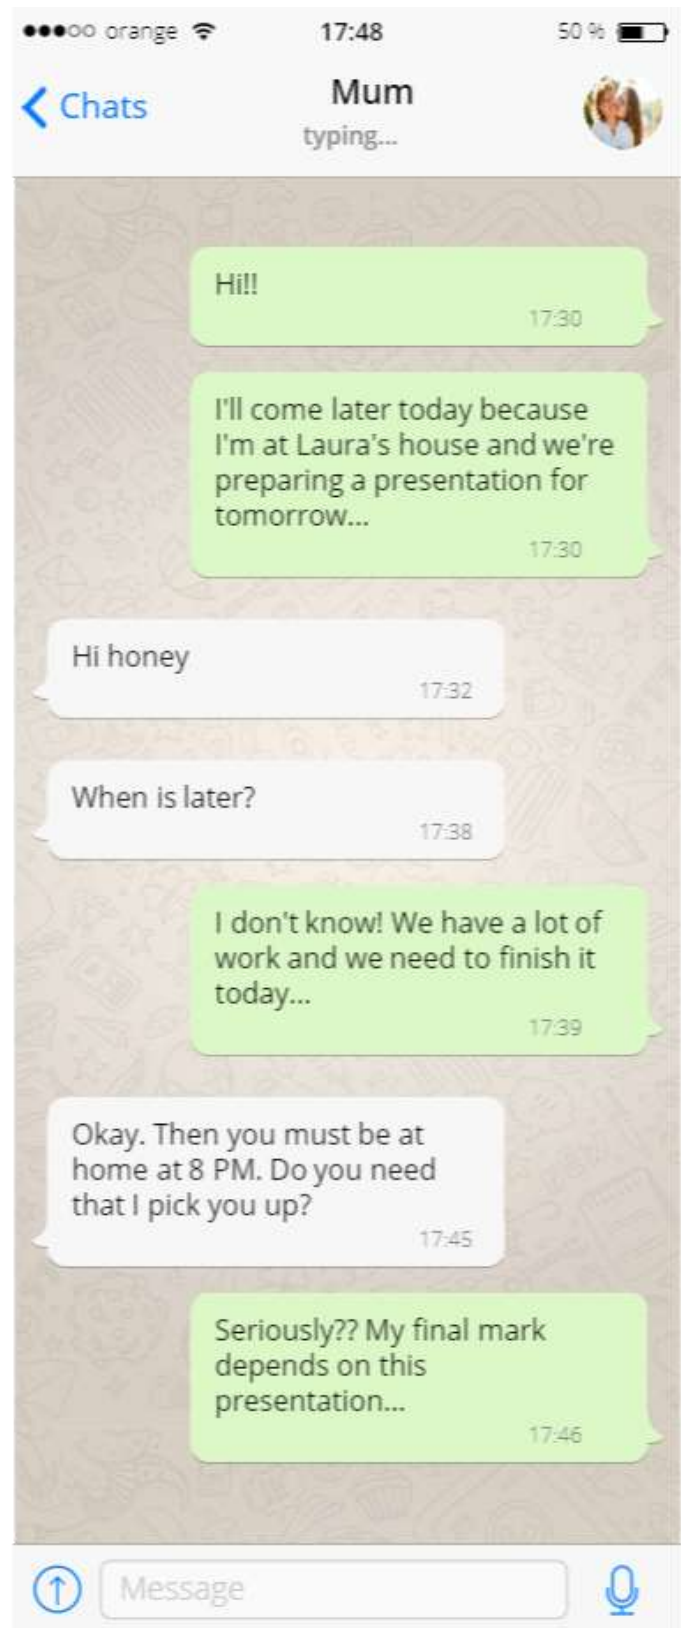 orange 17:48 50 %
Chats
Mum
typing...
Hi!!
17:30
I'll come later today because
I'm at Laura's house and we're
preparing a presentation for
tomorrow...
17:30
Hi honey
17:32
When is later?
17:38
I don't know! We have a lot of
work and we need to finish it
today...
17:39
Okay. Then you must be at
home at 8 PM. Do you need
that I pick you up?
17:45
Seriously?? My final mark
depends on this
presentation...
17:46
Message